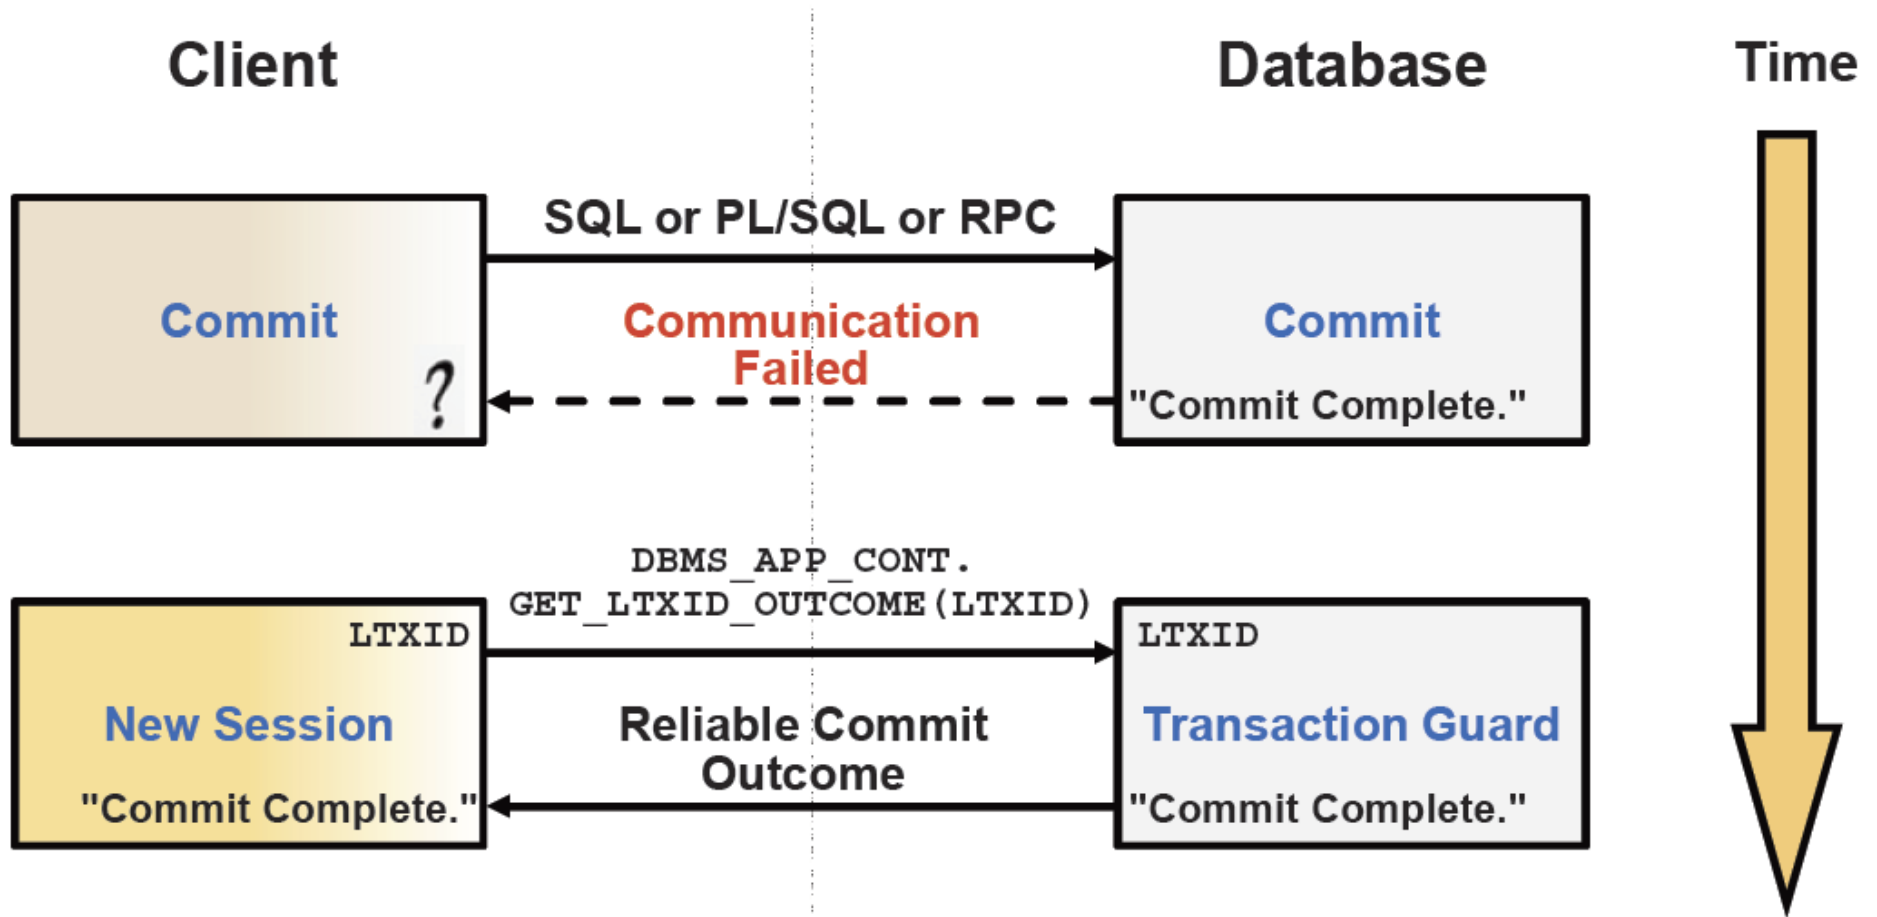 Client
Database
Time
SQL or PL/SQL or RPC
Commit
?
Communication
Failed
Commit
"Commit Complete."
DBMS_APP_CONT.
GET_LTXID_OUTCOME(LTXID)
LTXID
New Session
"Commit Complete."
Reliable Commit
Outcome
LTXID
Transaction Guard
"Commit Complete."